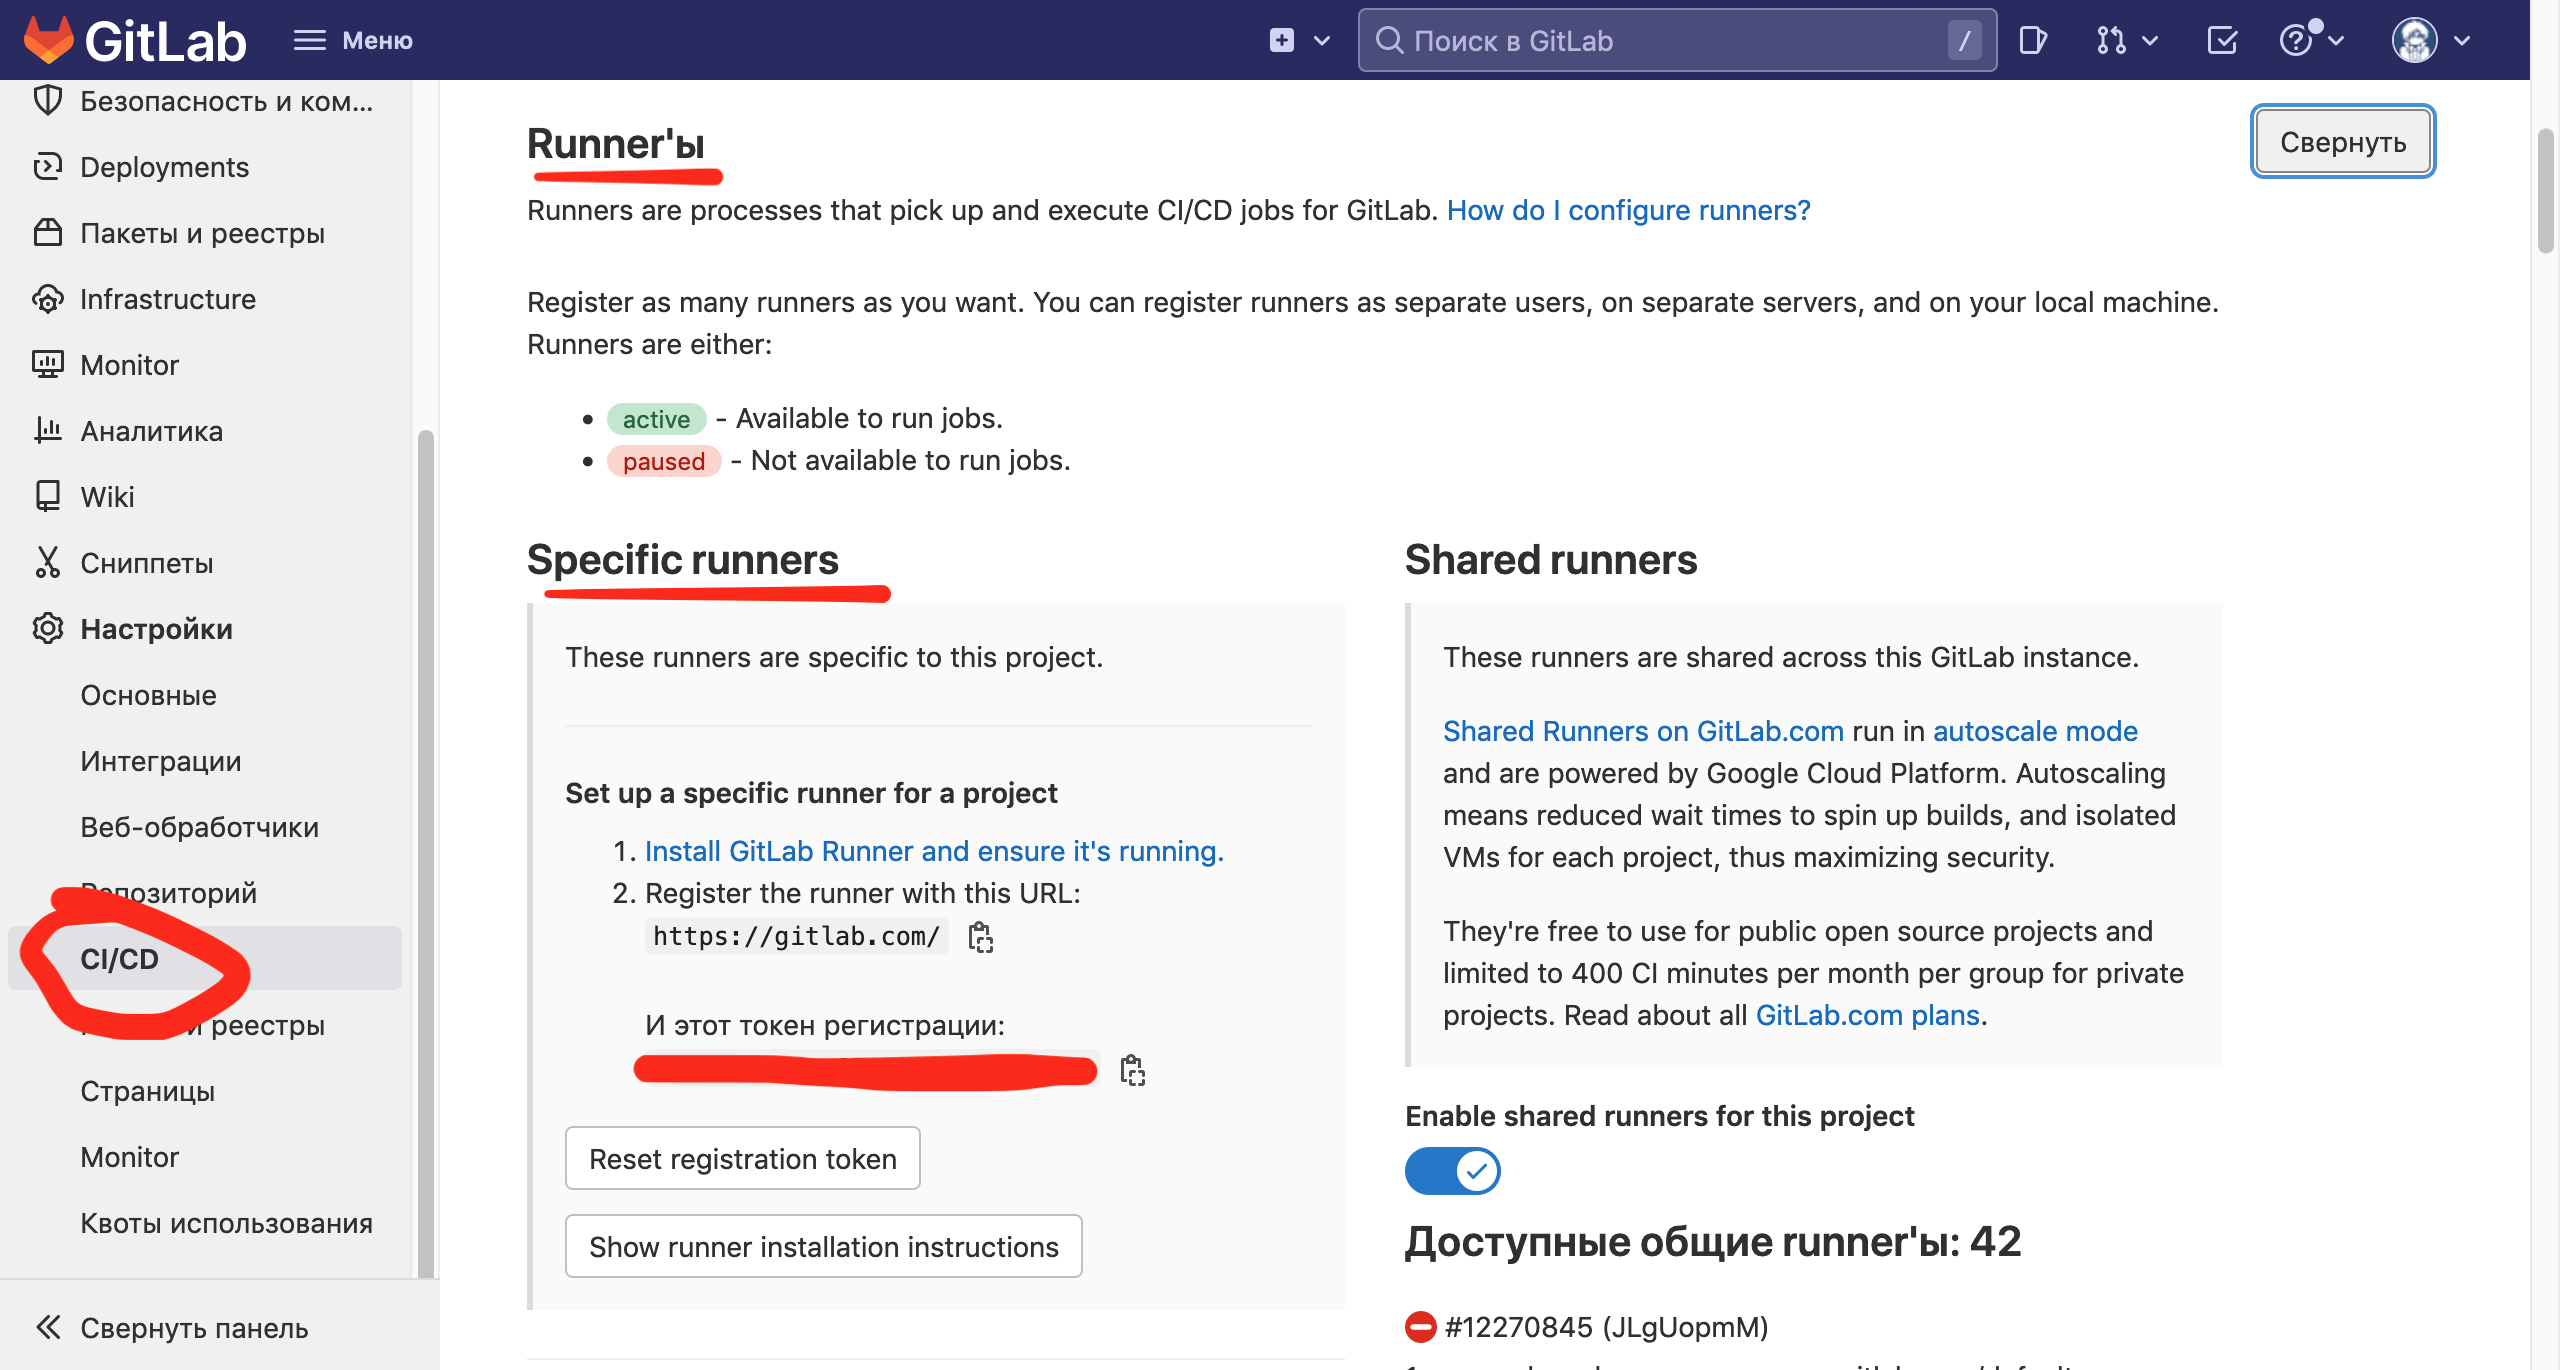 GitLab
Меню
Поиск в GitLab
/
Безопасность и ком...
Deployments
Пакеты и реестры
Infrastructure
Monitor
Аналитика
Wiki
Сниппеты
Настройки
Основные
Интеграции
Веб-обработчики
Репозиторий
CI/CD
и реестры
Страницы
Monitor
Квоты использования
Свернуть панель
Runner'ы
Свернуть
Runners are processes that pick up and execute CI/CD jobs for GitLab. How do I configure runners?
Register as many runners as you want. You can register runners as separate users, on separate servers, and on your local machine.
Runners are either:
active - Available to run jobs.
paused - Not available to run jobs.
Specific runners
These runners are specific to this project.
Set up a specific runner for a project
1. Install GitLab Runner and ensure it's running.
2. Register the runner with this URL:
https://gitlab.com/
И этот токен регистрации:
Reset registration token
Show runner installation instructions
Shared runners
These runners are shared across this GitLab instance.
Shared Runners on GitLab.com run in autoscale mode
and are powered by Google Cloud Platform. Autoscaling
means reduced wait times to spin up builds, and isolated
VMs for each project, thus maximizing security.
They're free to use for public open source projects and
limited to 400 CI minutes per month per group for private
projects. Read about all GitLab.com plans.
Enable shared runners for this project
Доступные общие runner'ы: 42
#12270845 (JLgUopmM)